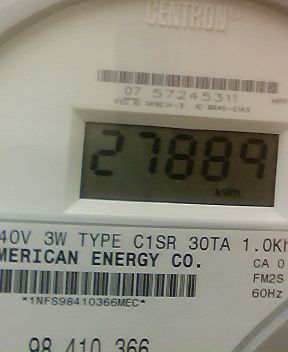 CENTRON
07 57245311
27889
kWh
40V 3W TYPE C1SR 30TA 1.0Kh
MERICAN ENERGY CO.
CA 0
FM2S
60Hz
*1NFS98410366MEC*
98 410 366